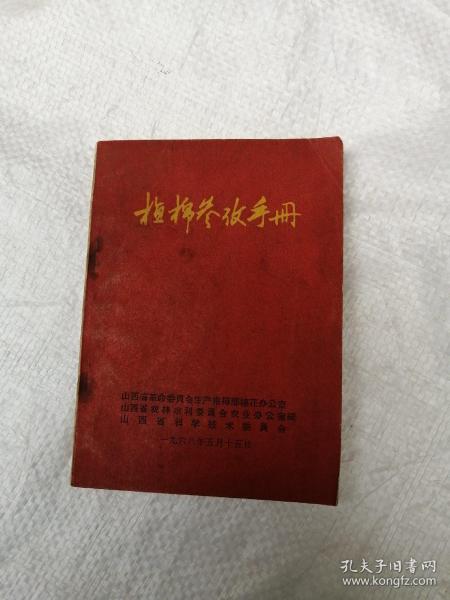 植棉参考手册
山西省革命委员会生产指挥部棉花办公室
山西省农林水利委员会农业办公室编
山西省科学技术委员会
一九六八年五月十五日
孔夫子旧书网
www.kongfz.com